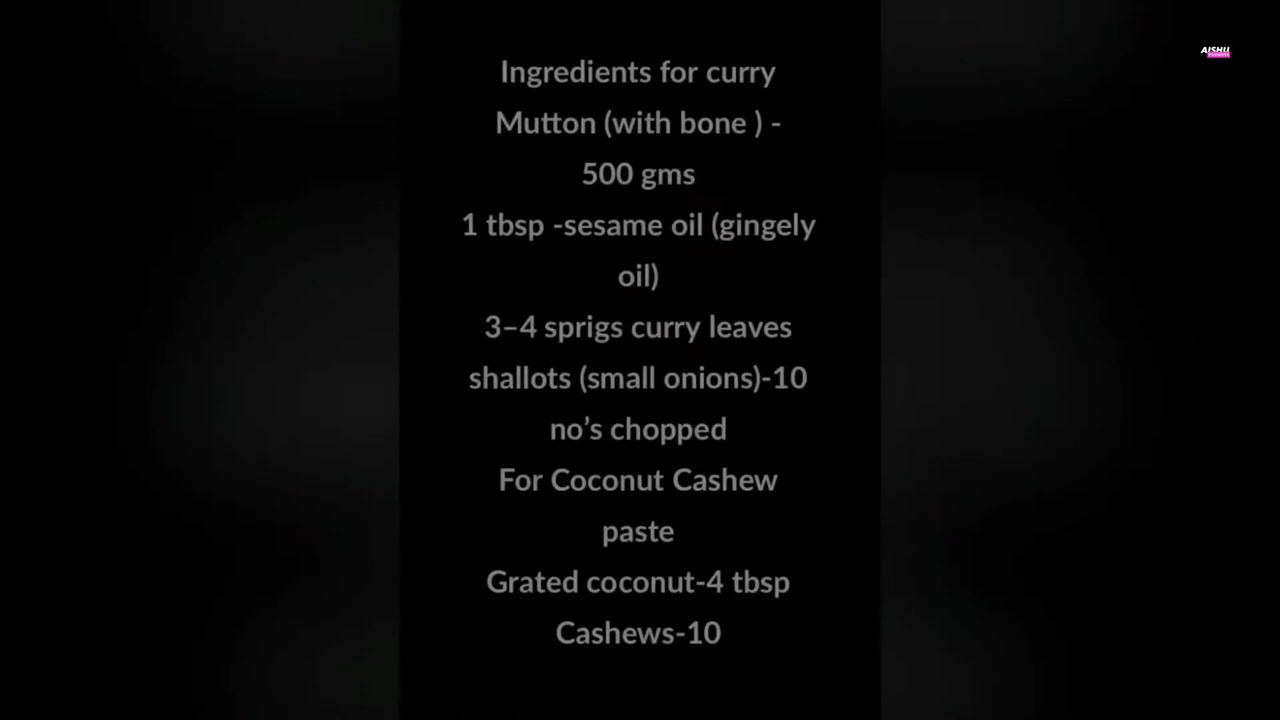 AISHU
Ingredients for curry
Mutton (with bone ) -
500 gms
1 tbsp -sesame oil (gingely
oil)
3–4 sprigs curry leaves
shallots (small onions)-10
no’s chopped
For Coconut Cashew
paste
Grated coconut-4 tbsp
Cashews-10